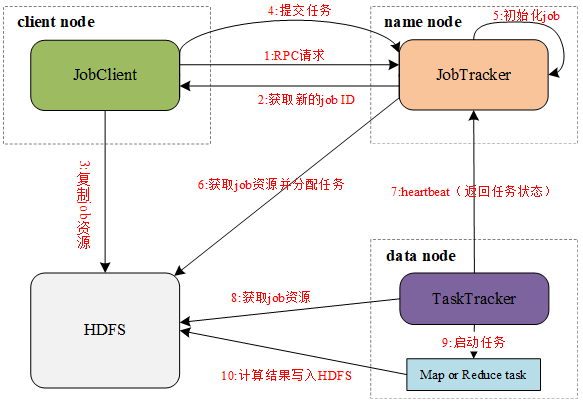 client node
4:提交任务
name node
5:初始化job
JobClient
1:RPC请求
JobTracker
2:获取新的job ID
3:复制job资源
6:获取job资源并分配任务
7:heartbeat（返回任务状态）
data node
HDFS
8:获取job资源
TaskTracker
9:启动任务
10:计算结果写入HDFS
Map or Reduce task